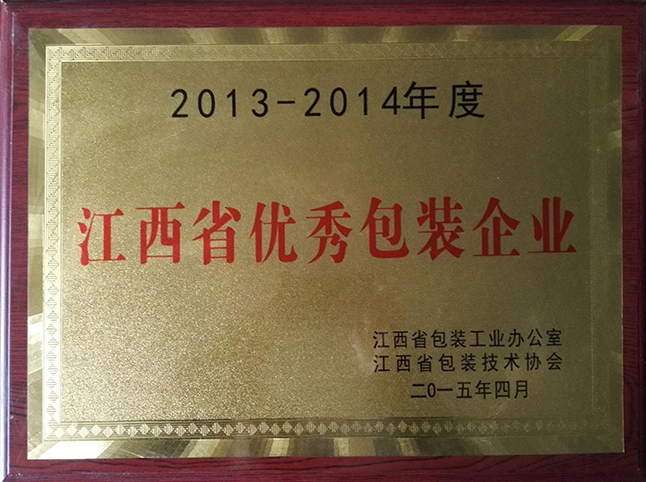 2013-2014年度
江西省优秀包装企业
江西省包装工业办公室
江西省包装技术协会
二0一五年四月